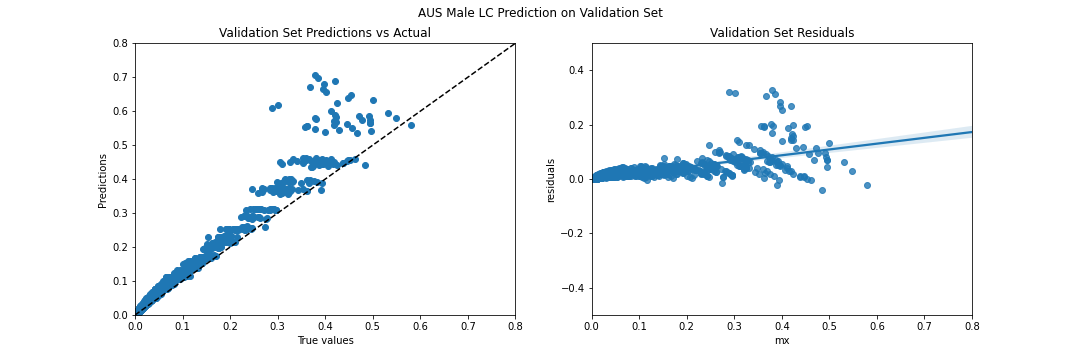 AUS Male LC Prediction on Validation Set
Validation Set Predictions vs Actual
0.8
0.7
0.6
0.5
0.4
0.3
0.2
0.1
0.0
Predictions
0.0 0.1 0.2 0.3 0.4 0.5 0.6 0.7 0.8
True values
Validation Set Residuals
0.4
0.2
0.0
−0.2
−0.4
residuals
0.0 0.1 0.2 0.3 0.4 0.5 0.6 0.7 0.8
mx